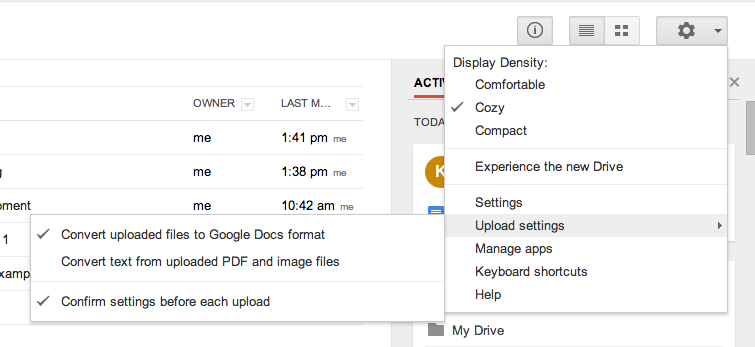 Display Density:
ACTIV
Comfortable
OWNER LAST M...
Cozy
TODA
Compact
me 1:41 pm me
Experience the new Drive
g me 1:38 pm me
K
Settings
opment me 10:42 am me
Upload settings
1 Convert uploaded files to Google Docs format
Manage apps
Convert text from uploaded PDF and image files
Keyboard shortcuts
examp
Help
Confirm settings before each upload
My Drive